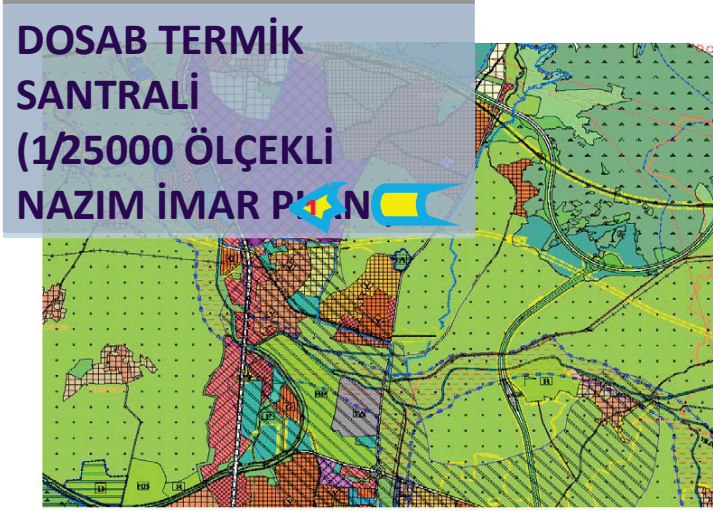 DOSAB TERMİK
SANTRALİ
(1/25000 ÖLÇEKLİ
NAZIM İMAR
D
R
P